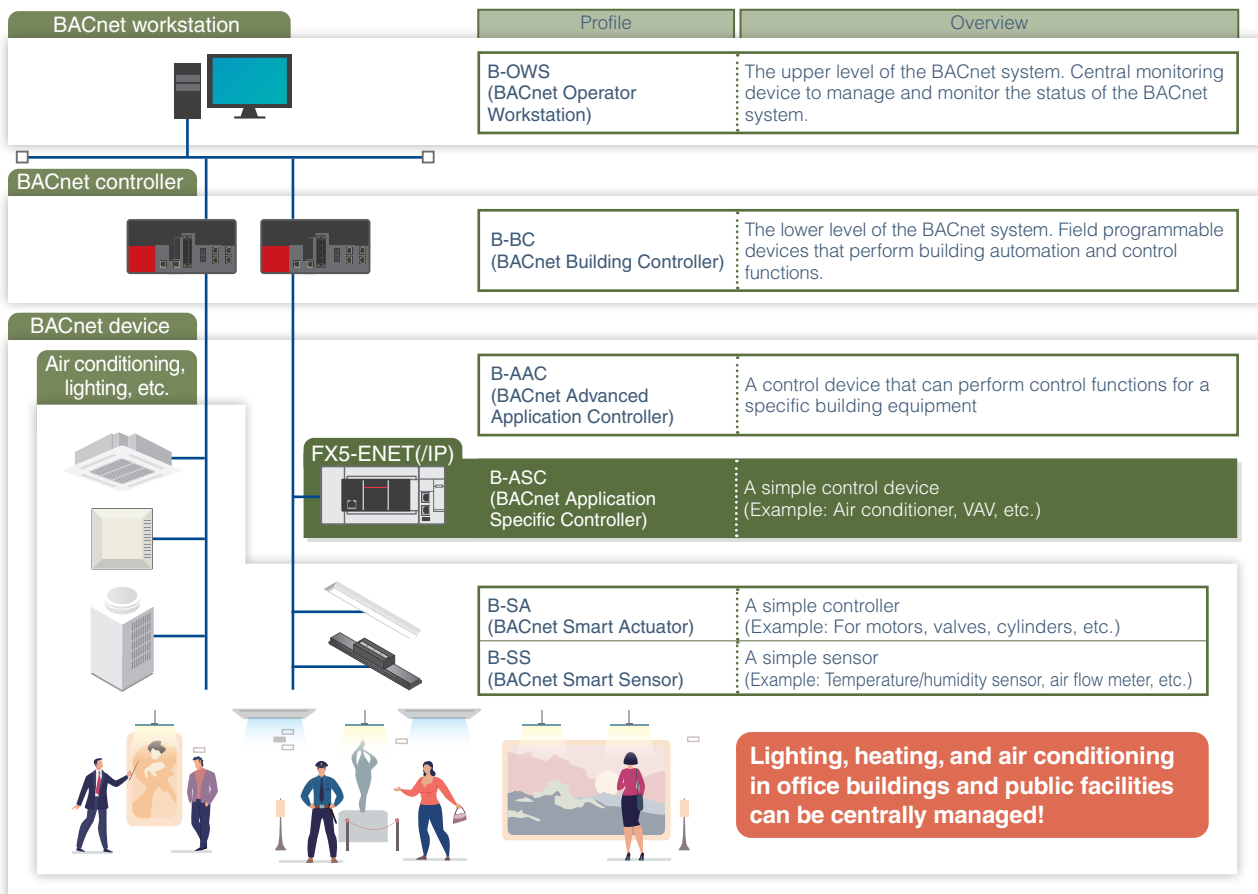 BACnet workstation
Profile
Overview
B-OWS
(BACnet Operator
Workstation)
The upper level of the BACnet system. Central monitoring
device to manage and monitor the status of the BACnet
system.
BACnet controller
B-BC
(BACnet Building Controller)
The lower level of the BACnet system. Field programmable
devices that perform building automation and control
functions.
BACnet device
Air conditioning,
lighting, etc.
B-AAC
(BACnet Advanced
Application Controller)
A control device that can perform control functions for a
specific building equipment
FX5-ENET(/IP)
B-ASC
(BACnet Application
Specific Controller)
A simple control device
(Example: Air conditioner, VAV, etc.)
B-SA
(BACnet Smart Actuator)
A simple controller
(Example: For motors, valves, cylinders, etc.)
B-SS
(BACnet Smart Sensor)
A simple sensor
(Example: Temperature/humidity sensor, air flow meter, etc.)
Lighting, heating, and air conditioning
in office buildings and public facilities
can be centrally managed!